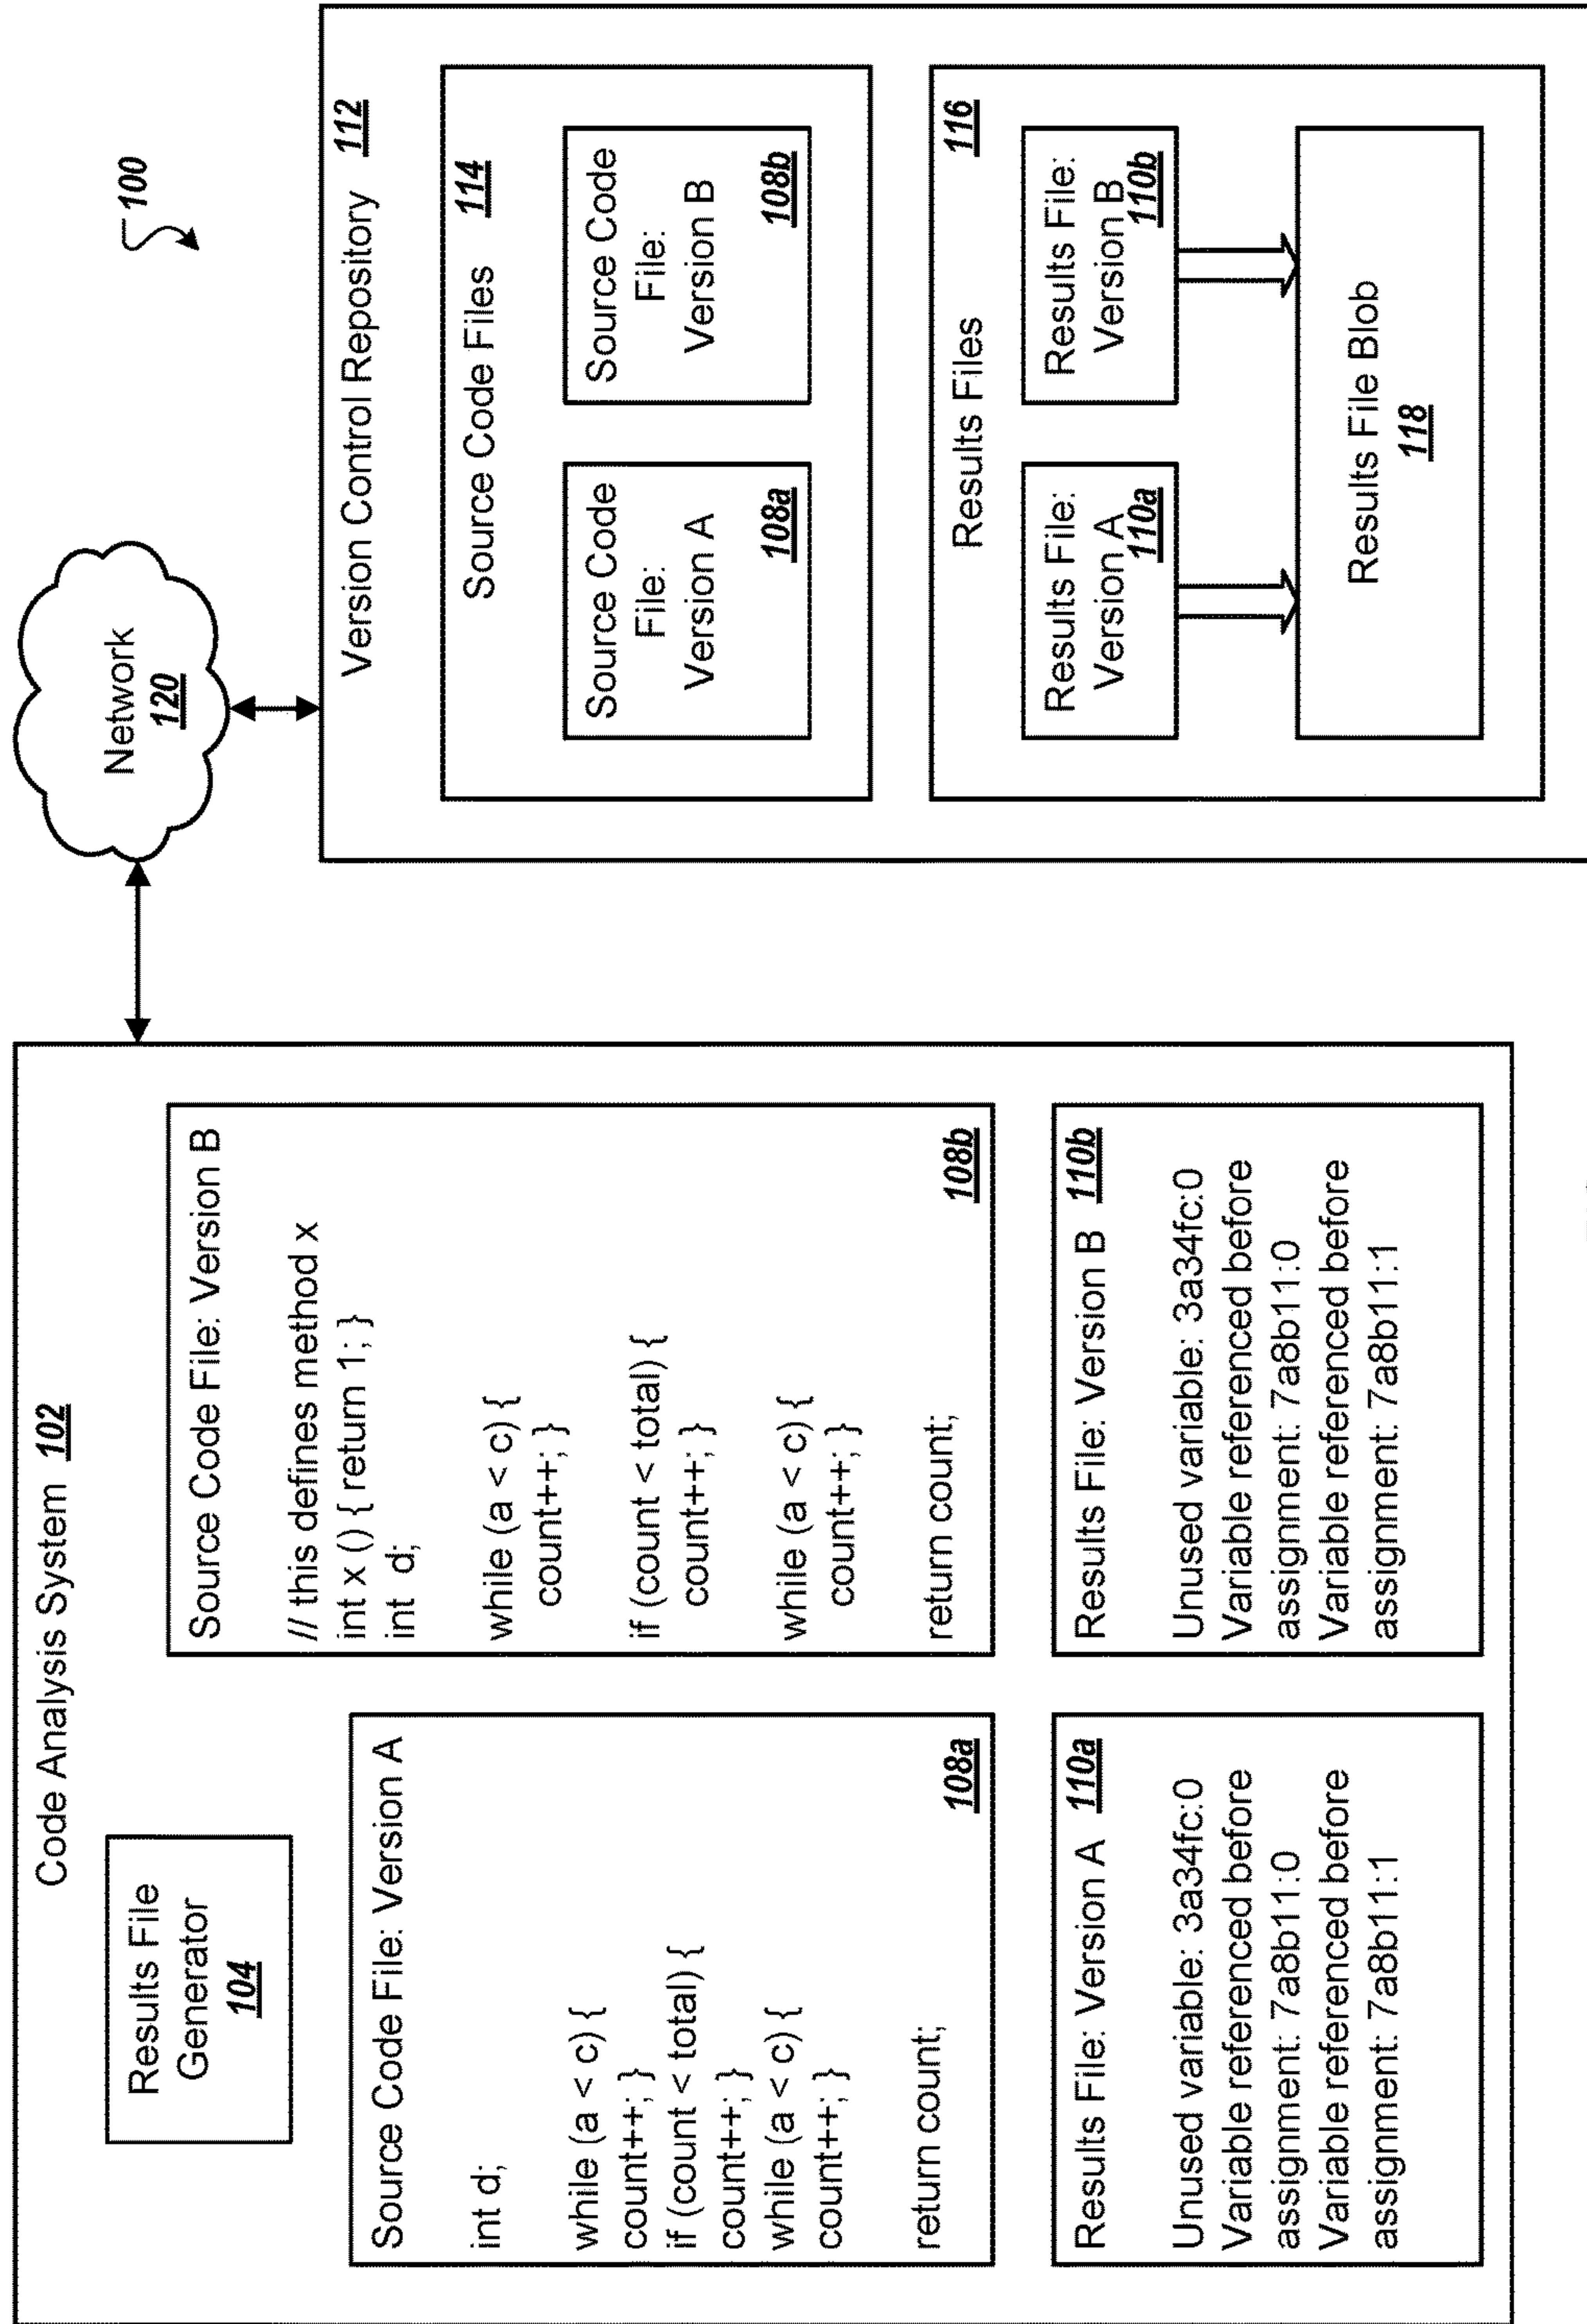 Code Analysis System 102
Results File
Generator
104
Source Code File: Version A
int d;
while (a < c) {
count++; }
if (count < total) {
count++; }
while (a < c) {
count++; }
return count;
108a
Source Code File: Version B
// this defines method x
int x () { return 1; }
int  d;
while (a < c) {
count++; }
if (count < total) {
count++; }
while (a < c) {
count++; }
return count;
108b
Results File: Version A 110a
Unused variable: 3a34fc:0
Variable referenced before
assignment: 7a8b11:0
Variable referenced before
assignment: 7a8b11:1
Results File: Version B 110b
Unused variable: 3a34fc:0
Variable referenced before
assignment: 7a8b11:0
Variable referenced before
assignment: 7a8b11:1
Network
120
100
Version Control Repository 112
Source Code Files 114
Source Code
File:
Version A
108a
Source Code
File:
Version B
108b
Results Files 116
Results File:
Version A
110a
Results File:
Version B
110b
Results File Blob
118